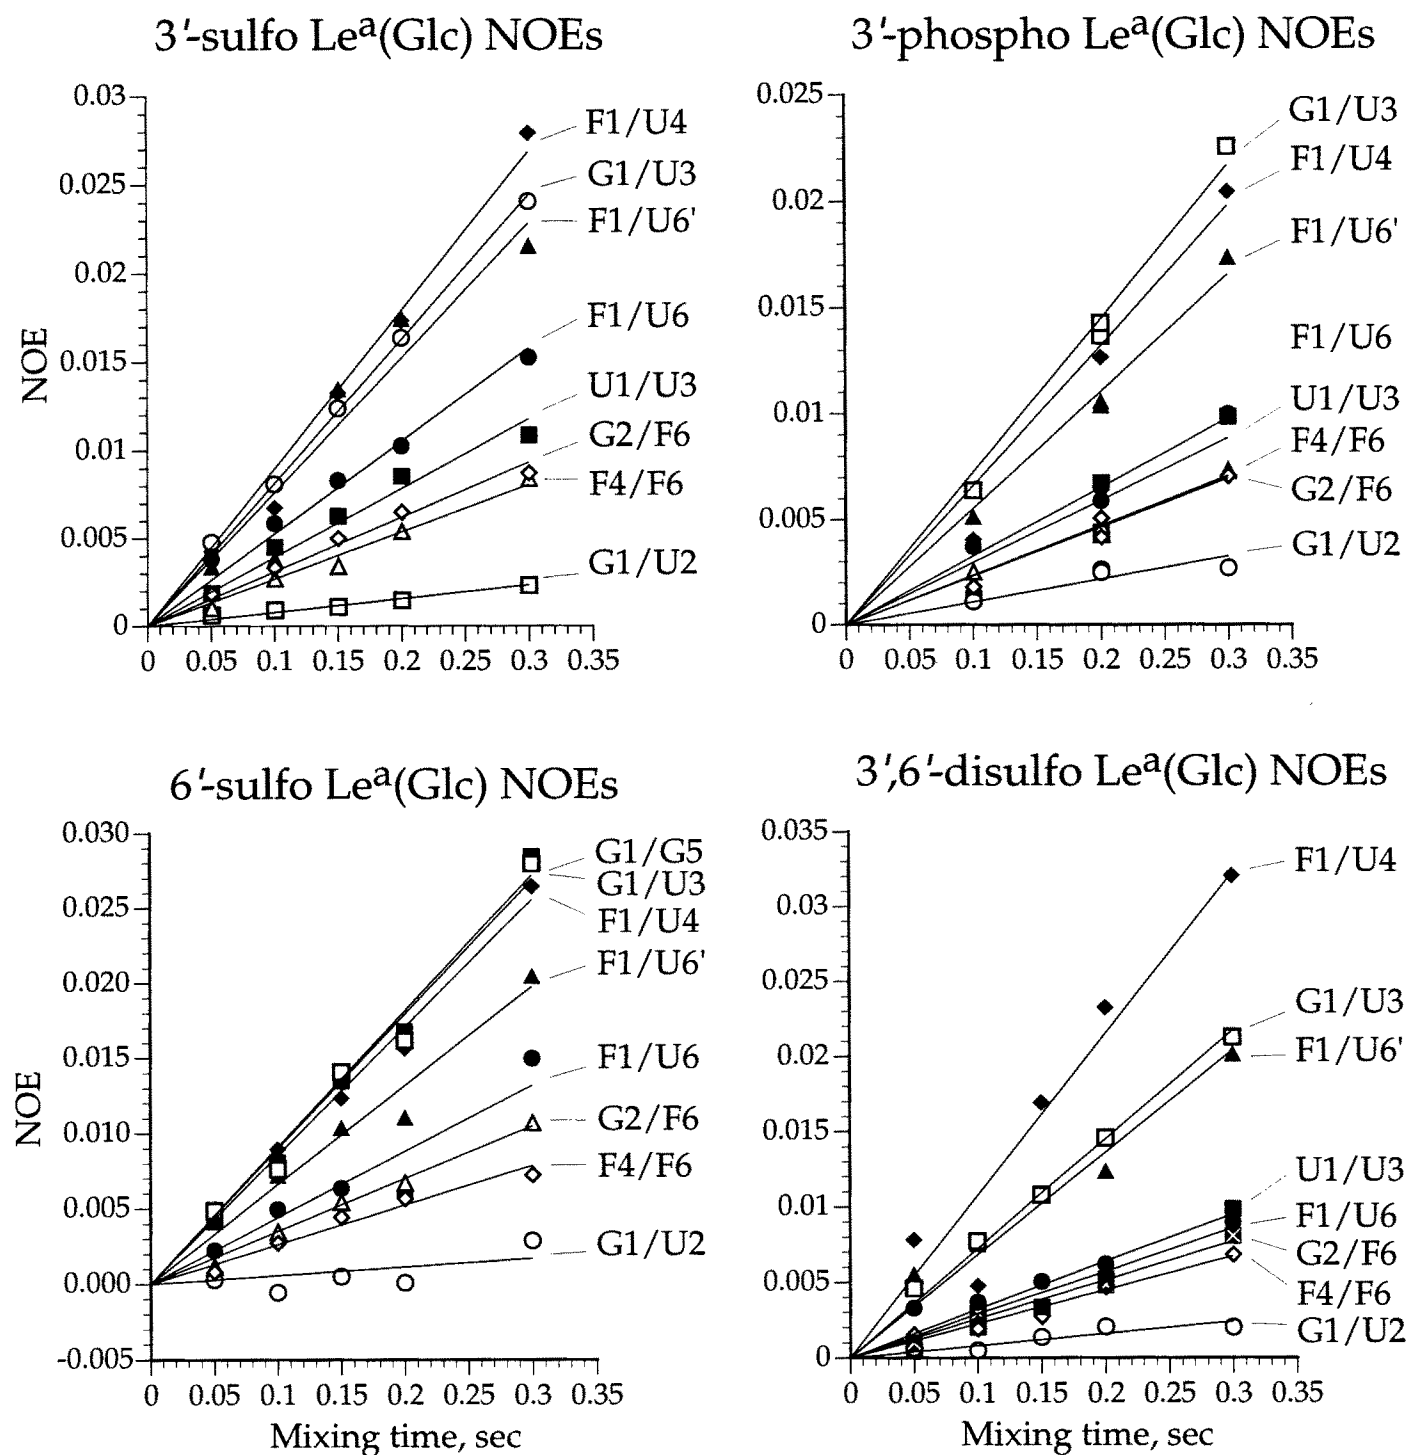 3'-sulfo Leᵃ(Glc) NOEs
0.03
0.025
0.02
0.015
0.01
0.005
0
NOE
F1/U4
G1/U3
F1/U6'
F1/U6
U1/U3
G2/F6
F4/F6
G1/U2
0 0.05 0.1 0.15 0.2 0.25 0.3 0.35
3'-phospho Leᵃ(Glc) NOEs
0.025
0.02
0.015
0.01
0.005
0
G1/U3
F1/U4
F1/U6'
F1/U6
U1/U3
F4/F6
G2/F6
G1/U2
0 0.05 0.1 0.15 0.2 0.25 0.3 0.35
6'-sulfo Leᵃ(Glc) NOEs
0.030
0.025
0.020
0.015
0.010
0.005
0.000
-0.005
NOE
G1/G5
G1/U3
F1/U4
F1/U6'
F1/U6
G2/F6
F4/F6
G1/U2
0 0.05 0.1 0.15 0.2 0.25 0.3 0.35
Mixing time, sec
3',6'-disulfo Leᵃ(Glc) NOEs
0.035
0.03
0.025
0.02
0.015
0.01
0.005
0
F1/U4
G1/U3
F1/U6'
U1/U3
F1/U6
G2/F6
F4/F6
G1/U2
0 0.05 0.1 0.15 0.2 0.25 0.3 0.35
Mixing time, sec